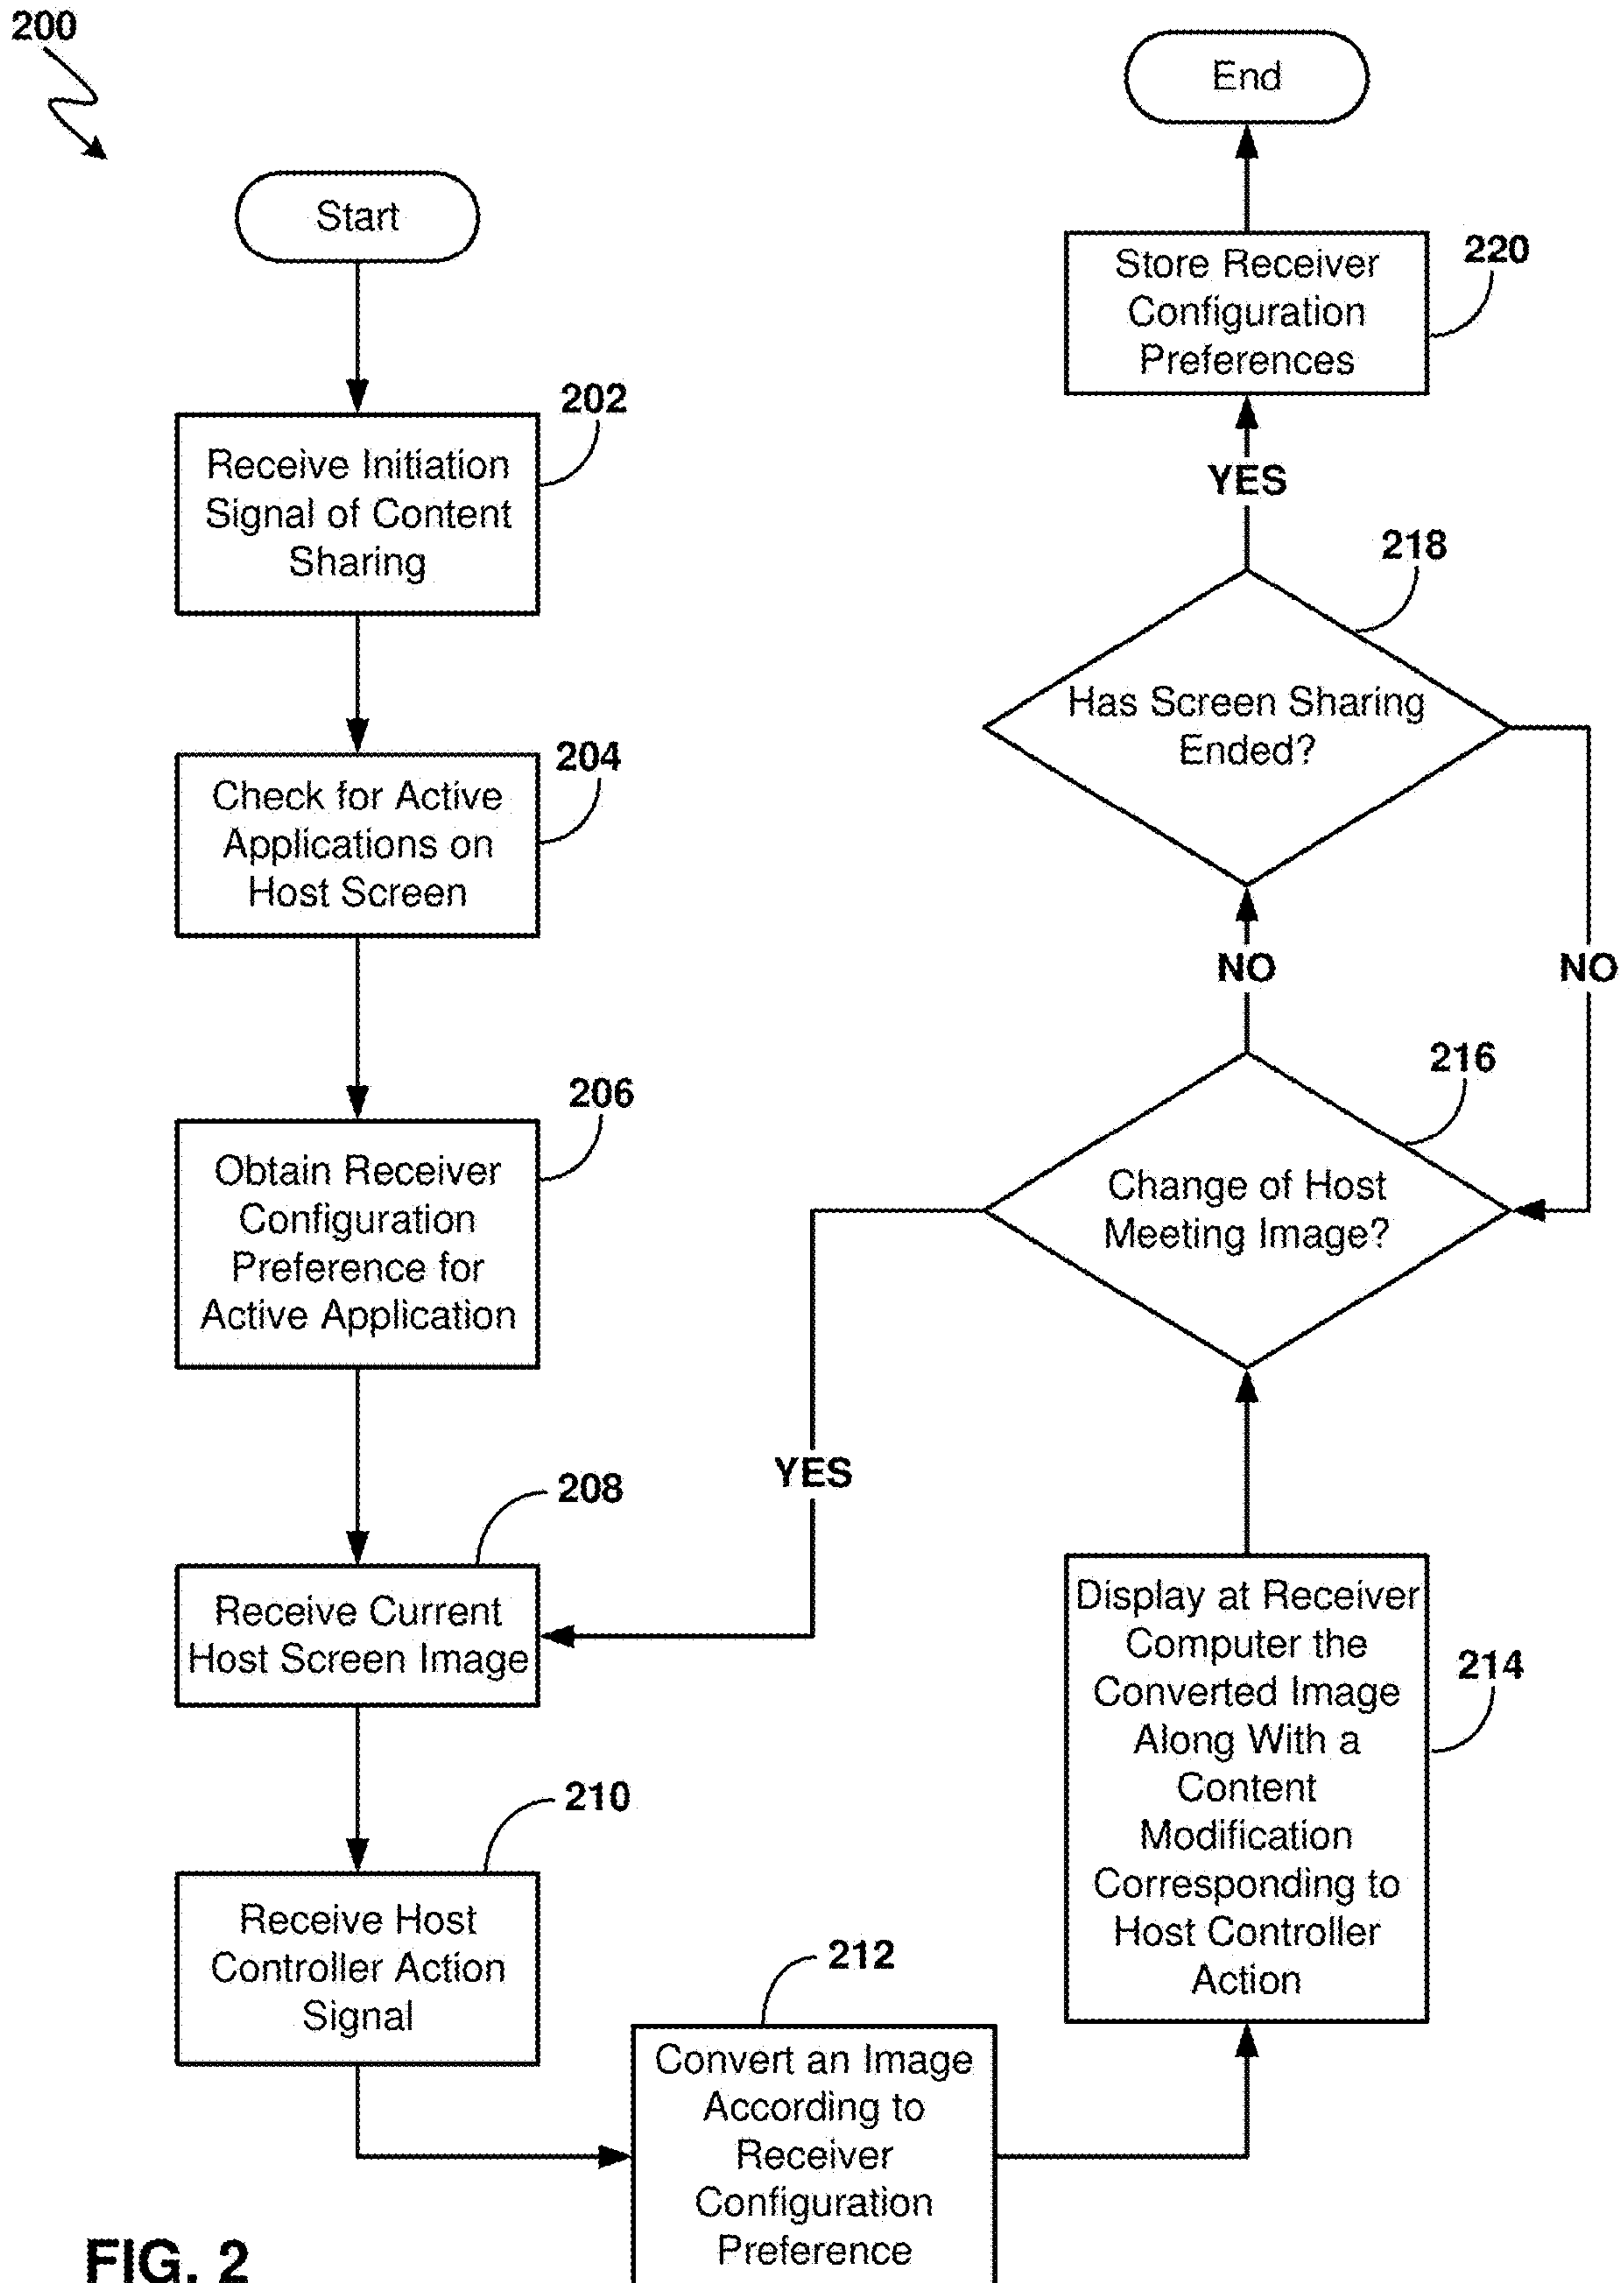 200
Start
202
Receive Initiation
Signal of Content
Sharing
204
Check for Active
Applications on
Host Screen
206
Obtain Receiver
Configuration
Preference for
Active Application
208
Receive Current
Host Screen Image
210
Receive Host
Controller Action
Signal
212
Convert an Image
According to
Receiver
Configuration
Preference
214
Display at Receiver
Computer the
Converted Image
Along With a
Content
Modification
Corresponding to
Host Controller
Action
216
Change of Host
Meeting Image?
YES
NO
218
Has Screen Sharing
Ended?
NO
YES
220
Store Receiver
Configuration
Preferences
End
FIG. 2